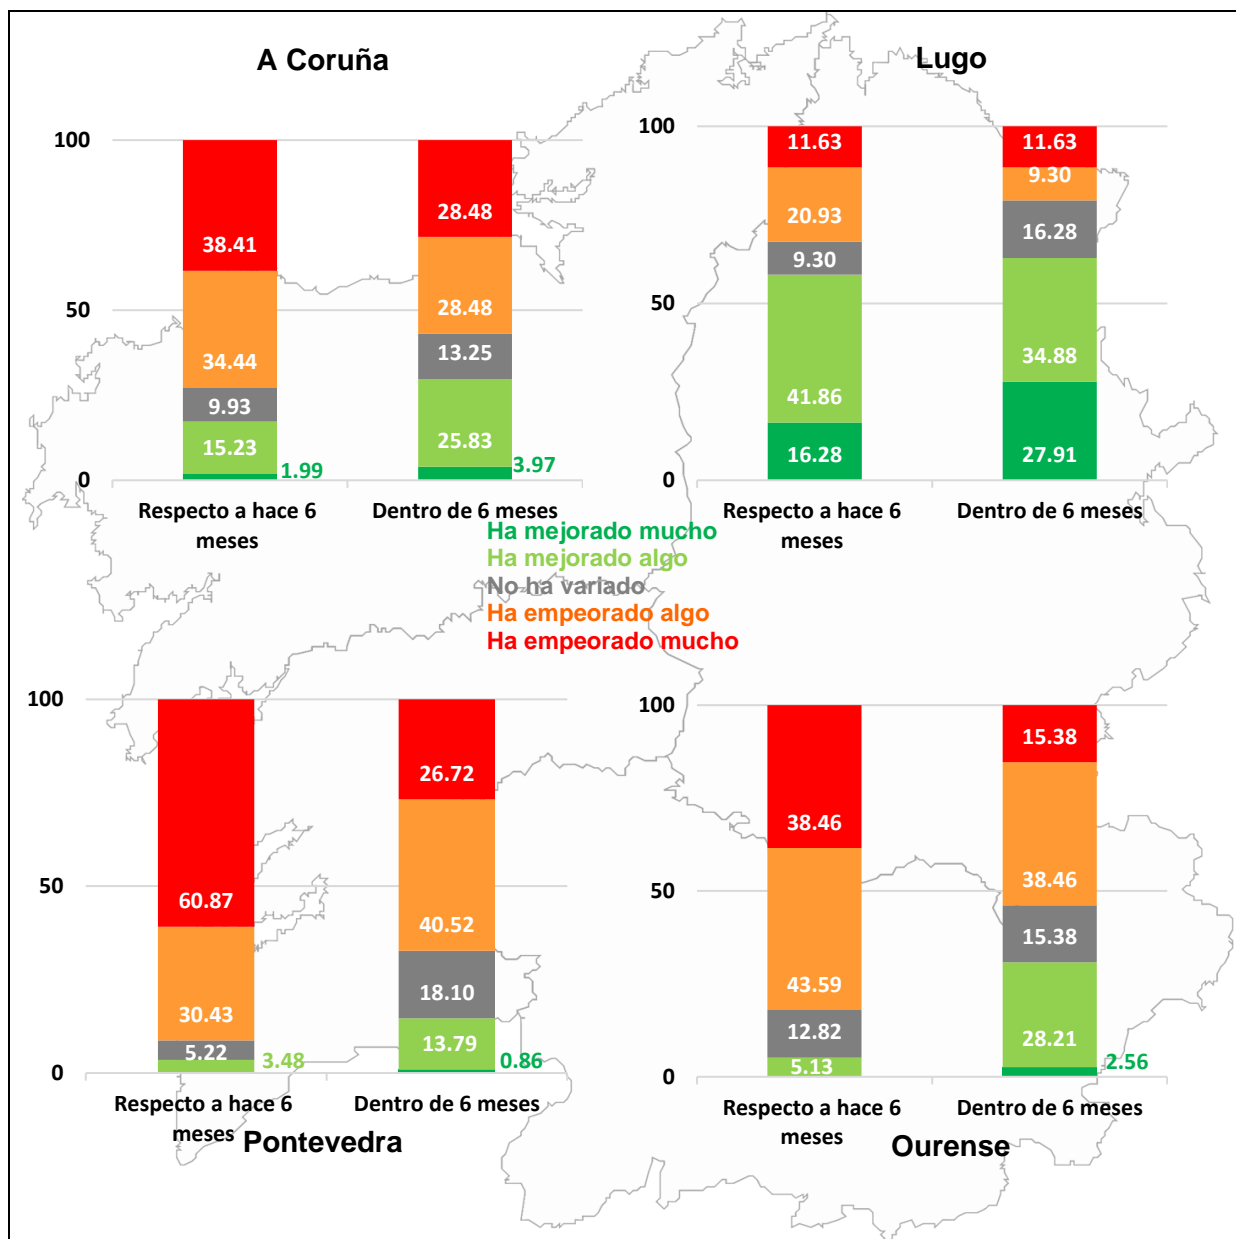 A Coruña
100
50
0
38.41
34.44
9.93
15.23
1.99
28.48
28.48
13.25
25.83
3.97
Respecto a hace 6
meses
Dentro de 6 meses
Lugo
100
50
0
11.63
20.93
9.30
41.86
16.28
11.63
9.30
16.28
34.88
27.91
Respecto a hace 6
meses
Dentro de 6 meses
Ha mejorado mucho
Ha mejorado algo
No ha variado
Ha empeorado algo
Ha empeorado mucho
100
50
0
60.87
30.43
5.22
3.48
26.72
40.52
18.10
13.79
0.86
Respecto a hace 6
meses
Dentro de 6 meses
Pontevedra
100
50
0
38.46
43.59
12.82
5.13
15.38
38.46
15.38
28.21
2.56
Respecto a hace 6
meses
Dentro de 6 meses
Ourense